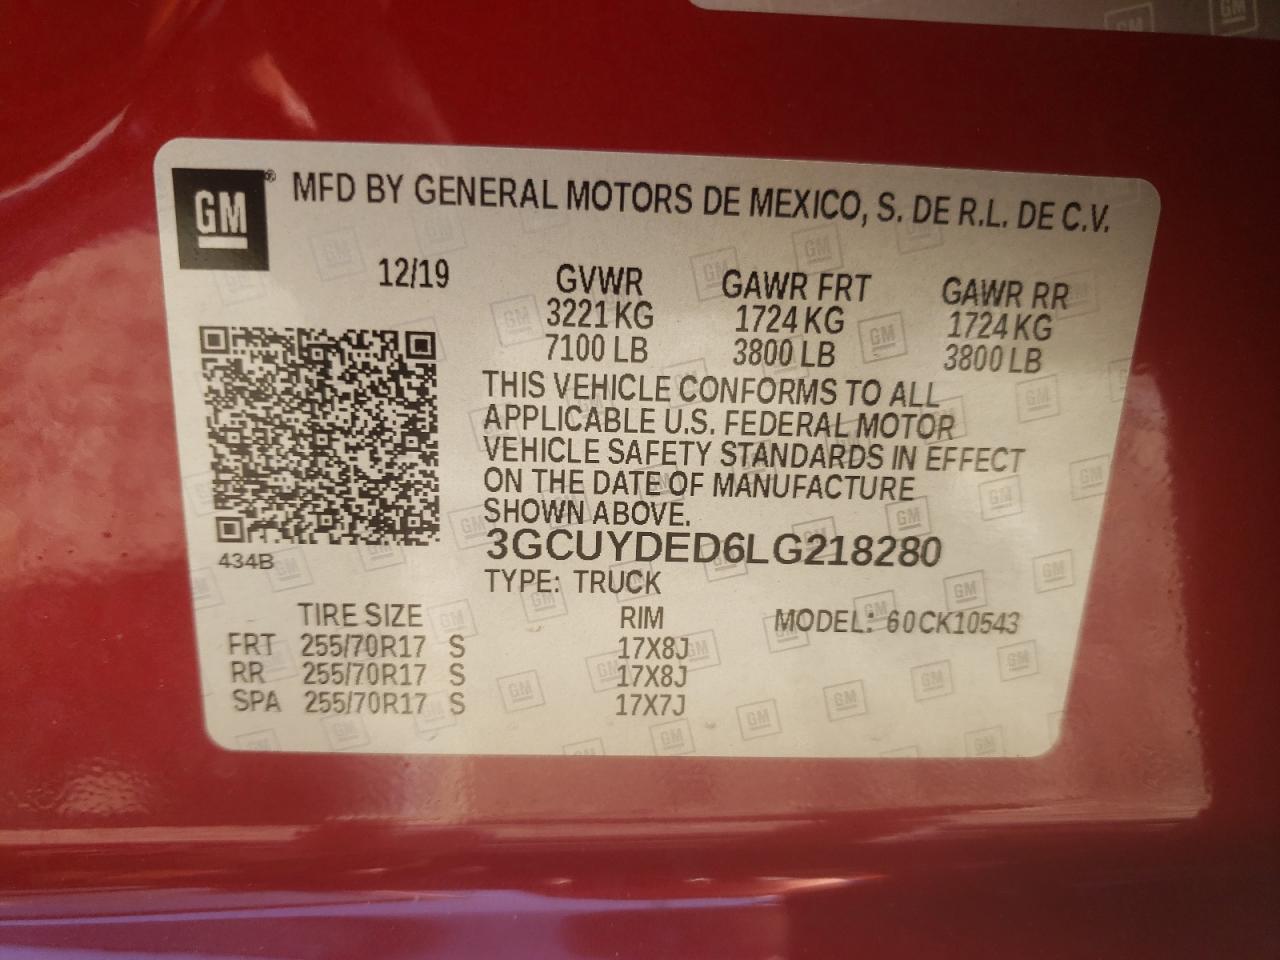 GM® MFD BY GENERAL MOTORS DE MEXICO, S. DE R.L. DE C.V.
12/19 GVWR GAWR FRT GAWR RR
3221 KG 1724 KG 1724 KG
7100 LB 3800 LB 3800 LB
THIS VEHICLE CONFORMS TO ALL
APPLICABLE U.S. FEDERAL MOTOR
VEHICLE SAFETY STANDARDS IN EFFECT
ON THE DATE OF MANUFACTURE
SHOWN ABOVE.
434B 3GCUYDED6LG218280
TYPE: TRUCK
TIRE SIZE RIM MODEL: 60CK10543
FRT 255/70R17 S 17X8J
RR 255/70R17 S 17X8J
SPA 255/70R17 S 17X7J